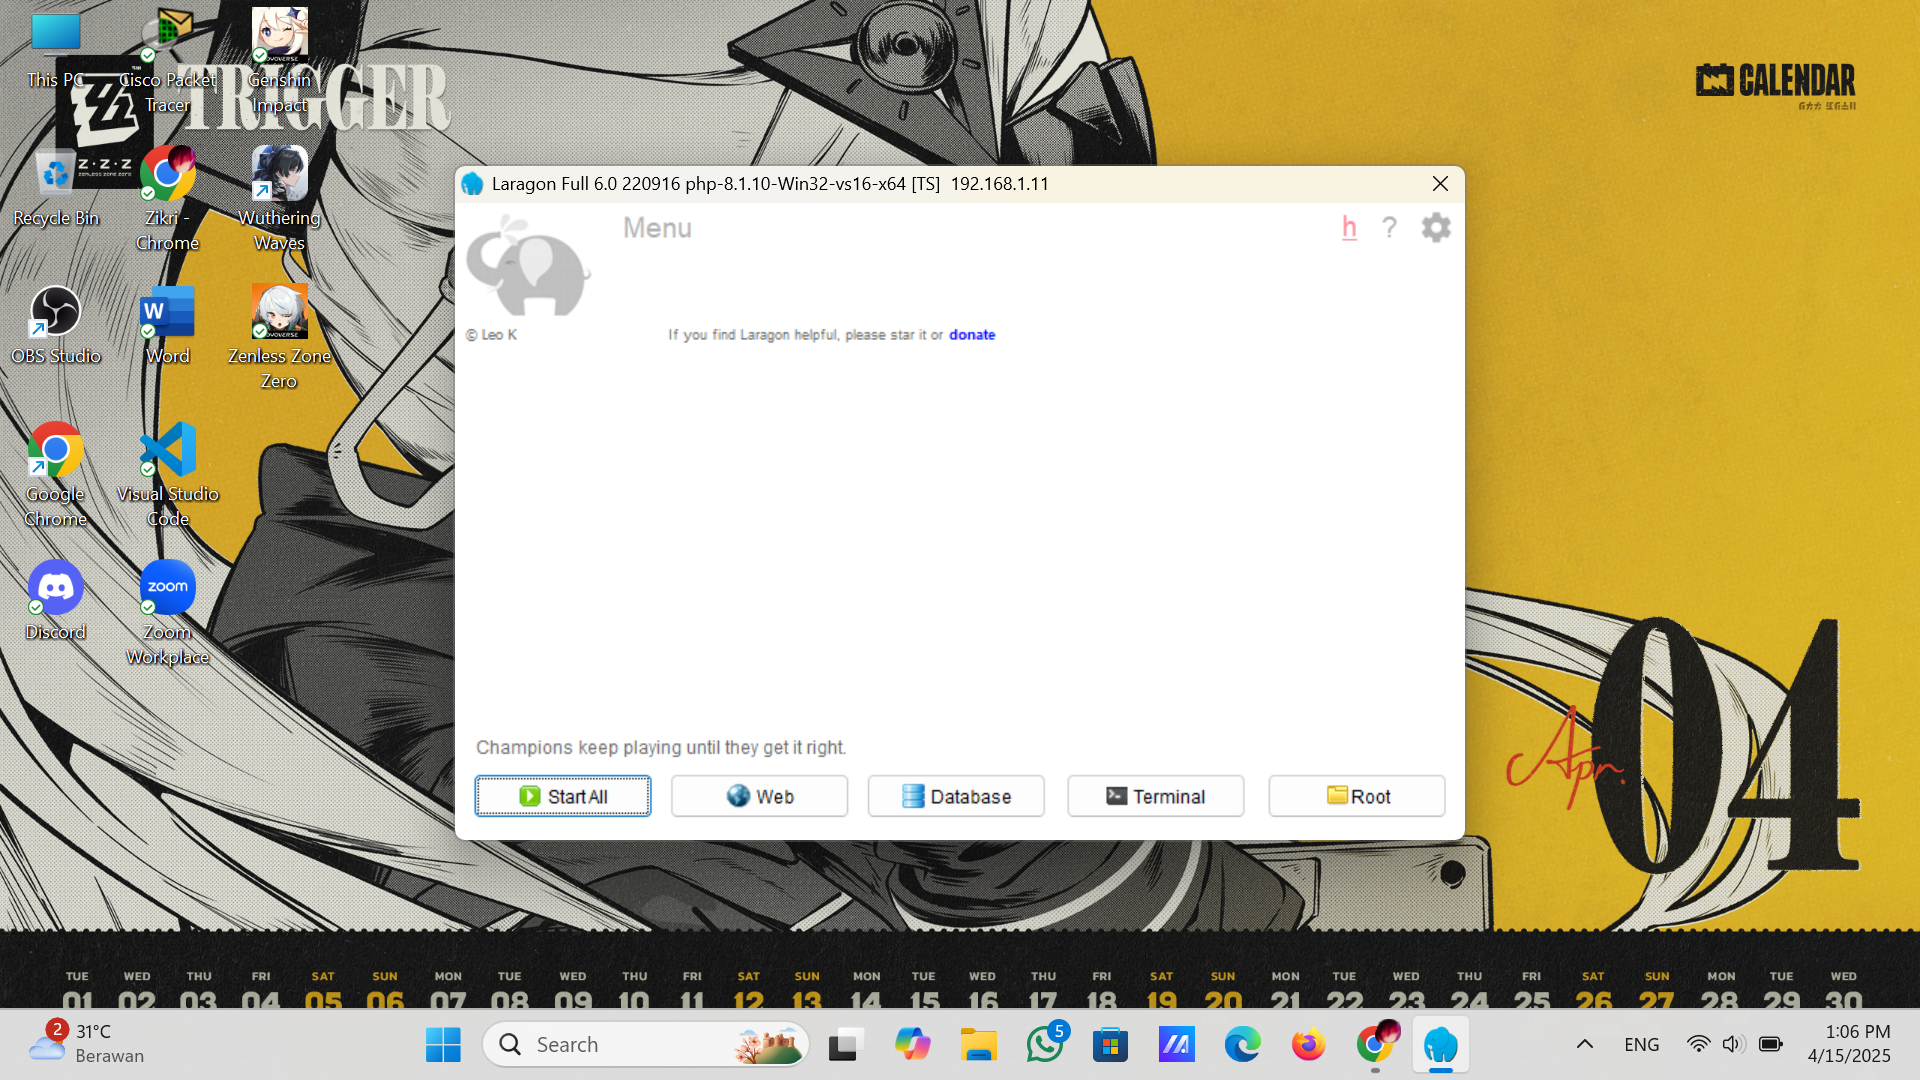 This PC
Cisco Packet
Tracer
Genshin
Impact
TRIGGER
Z·Z·Z
ZENLESS ZONE ZERO
CALENDAR
Recycle Bin
Zikri -
Chrome
Wuthering
Waves
OBS Studio
Word
Zenless Zone
Zero
Google
Chrome
Visual Studio
Code
Discord
zoom
Zoom
Workplace
Laragon Full 6.0 220916 php-8.1.10-Win32-vs16-x64 [TS] 192.168.1.11
Menu
h ?
© Leo K
If you find Laragon helpful, please star it or donate
Champions keep playing until they get it right.
Start All
Web
Database
Terminal
Root
Apr.
04
TUE WED THU FRI SAT SUN MON TUE WED THU FRI SAT SUN MON TUE WED THU FRI SAT SUN MON TUE WED THU FRI SAT SUN MON TUE WED
01 02 03 04 05 06 07 08 09 10 11 12 13 14 15 16 17 18 19 20 21 22 23 24 25 26 27 28 29 30
2
31°C
Berawan
Search
5
ENG
1:06 PM
4/15/2025